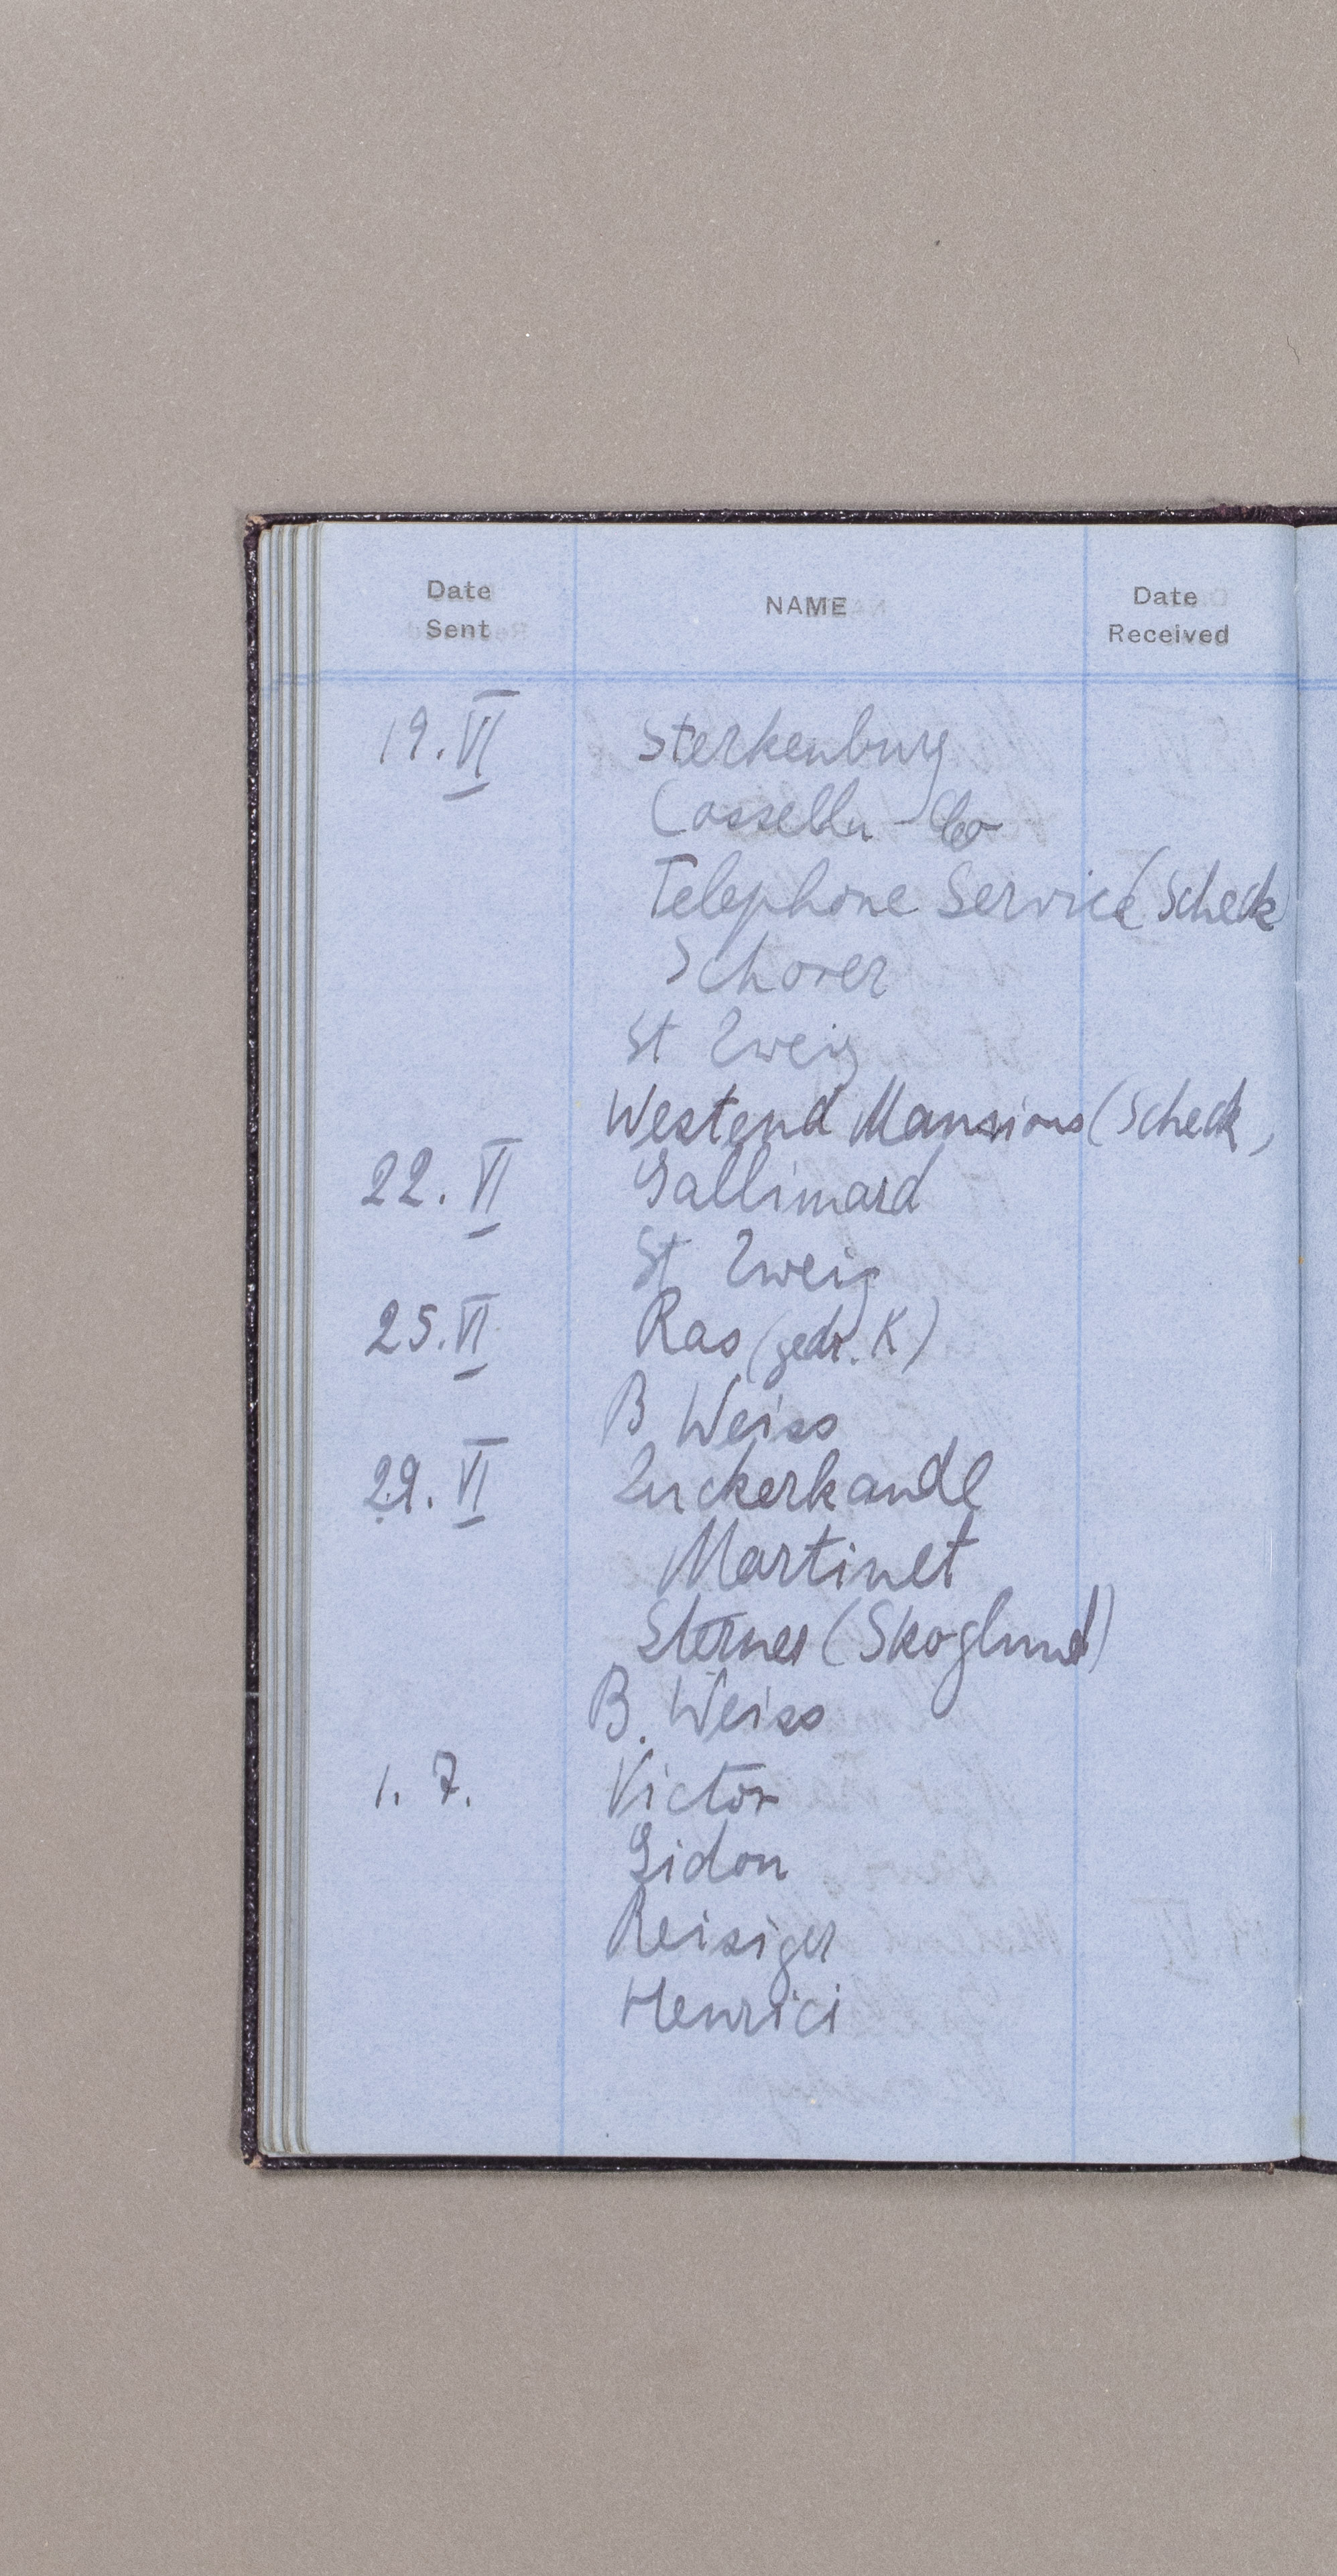 Date Sent NAME Date Received
19. VI Sterkenburg
Cassella-Co
Telephone Service (Scheck
Schorer
St Zweig
Westend Mansions (Scheck)
22. VI Gallimard
St Zweig
25. VI Ras (gedr. K)
B Weiss
29. VI Zuckerkandl
Martinet
Sternes (Skoglund)
B. Weiss
1. 7. Victor
Gidon
Reisiger
Henrici